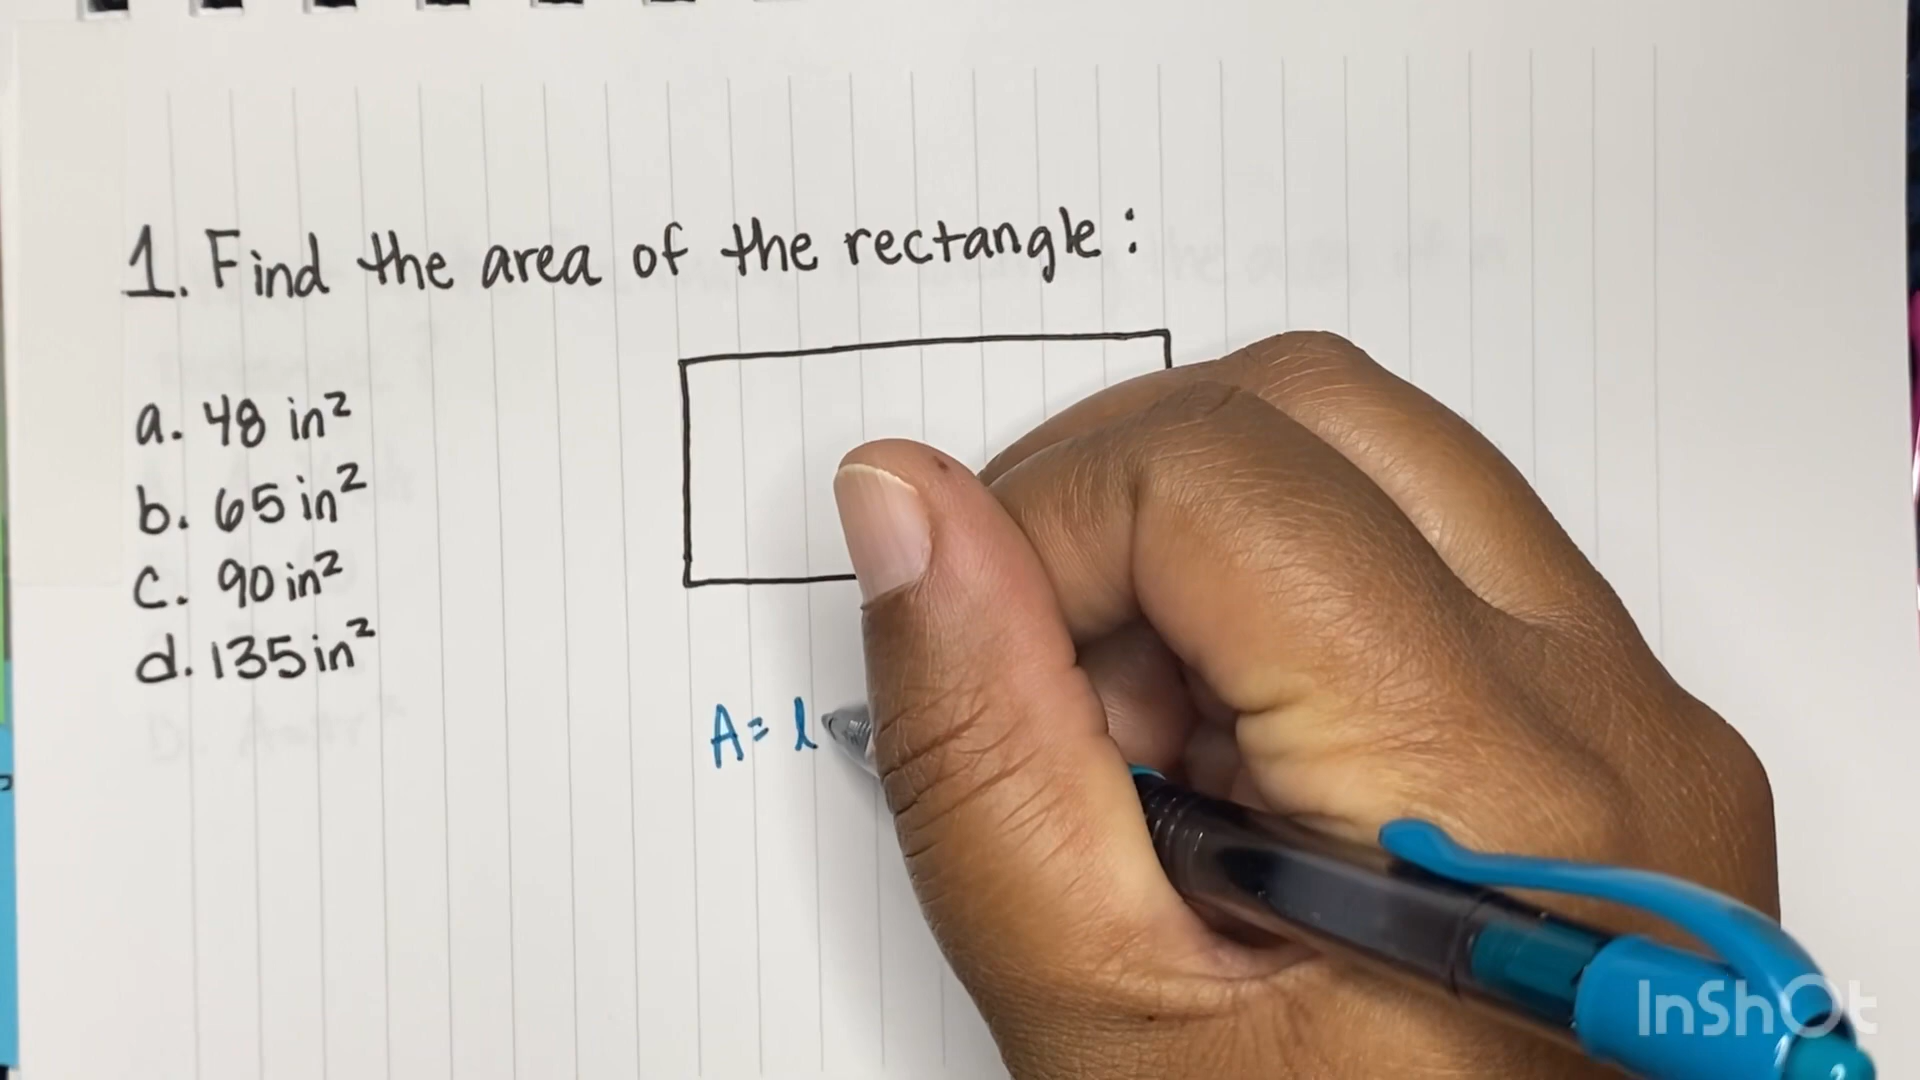 1. Find the area of the rectangle:
a. 48 in²
b. 65 in²
c. 90 in²
d. 135 in²
A = l
InShOt